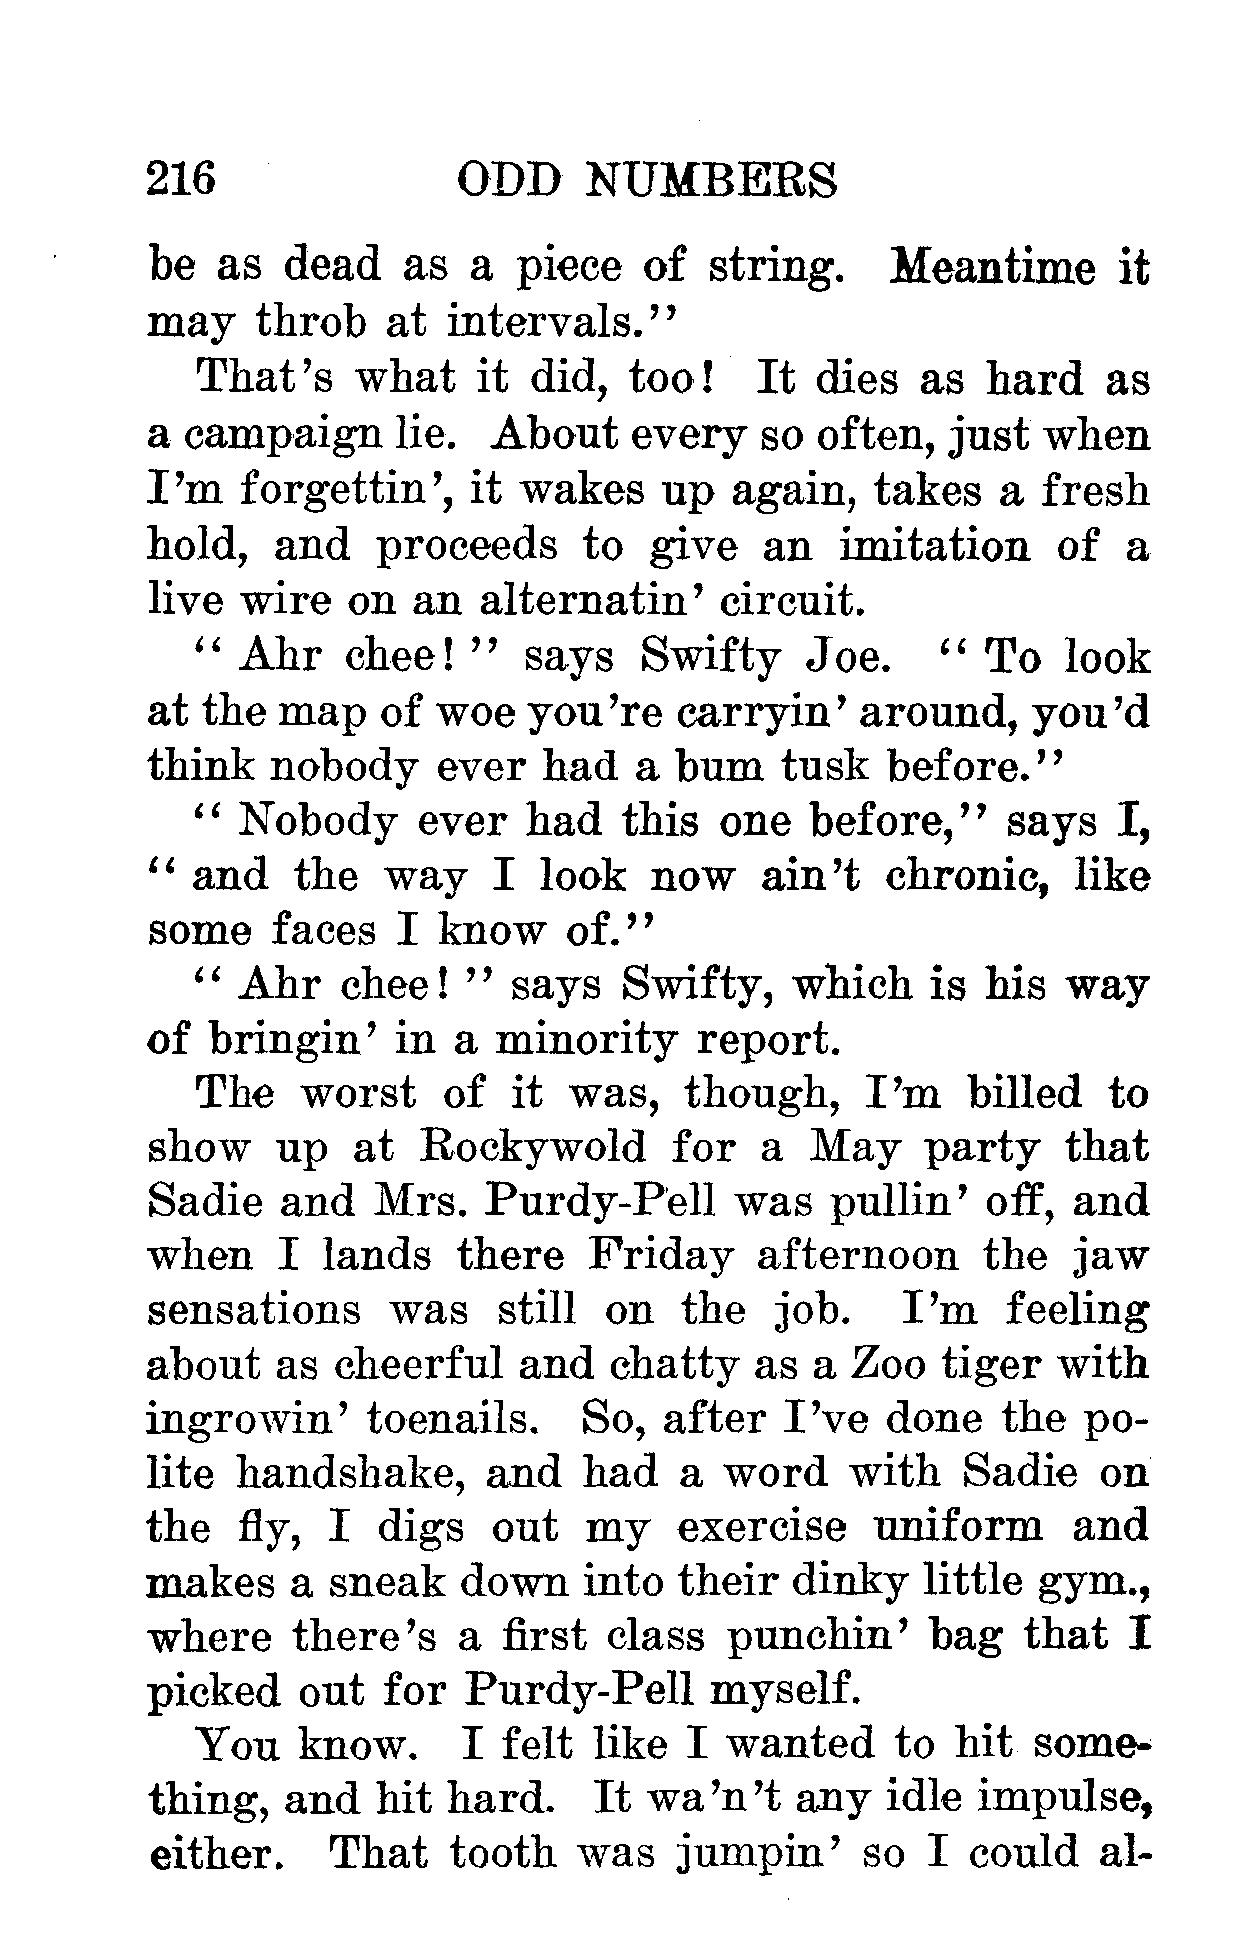 216 ODD NUMBERS
be as dead as a piece of string. Meantime it
may throb at intervals.''
That's what it did, too! It dies as hard as
a campaign lie. About every so often, just when
I'm forgettin', it wakes up again, takes a fresh
hold, and proceeds to give an imitation of a
live wire on an alternatin' circuit.
“ Ahr chee! ” says Swifty Joe. “ To look
at the map of woe you're carryin' around, you'd
think nobody ever had a bum tusk before.”
“ Nobody ever had this one before,” says I,
“ and the way I look now ain't chronic, like
some faces I know of.”
“ Ahr chee! ” says Swifty, which is his way
of bringin' in a minority report.
The worst of it was, though, I'm billed to
show up at Rockywold for a May party that
Sadie and Mrs. Purdy-Pell was pullin' off, and
when I lands there Friday afternoon the jaw
sensations was still on the job. I'm feeling
about as cheerful and chatty as a Zoo tiger with
ingrowin' toenails. So, after I've done the po-
lite handshake, and had a word with Sadie on
the fly, I digs out my exercise uniform and
makes a sneak down into their dinky little gym.,
where there's a first class punchin' bag that I
picked out for Purdy-Pell myself.
You know. I felt like I wanted to hit some-
thing, and hit hard. It wa'n't any idle impulse,
either. That tooth was jumpin' so I could al-